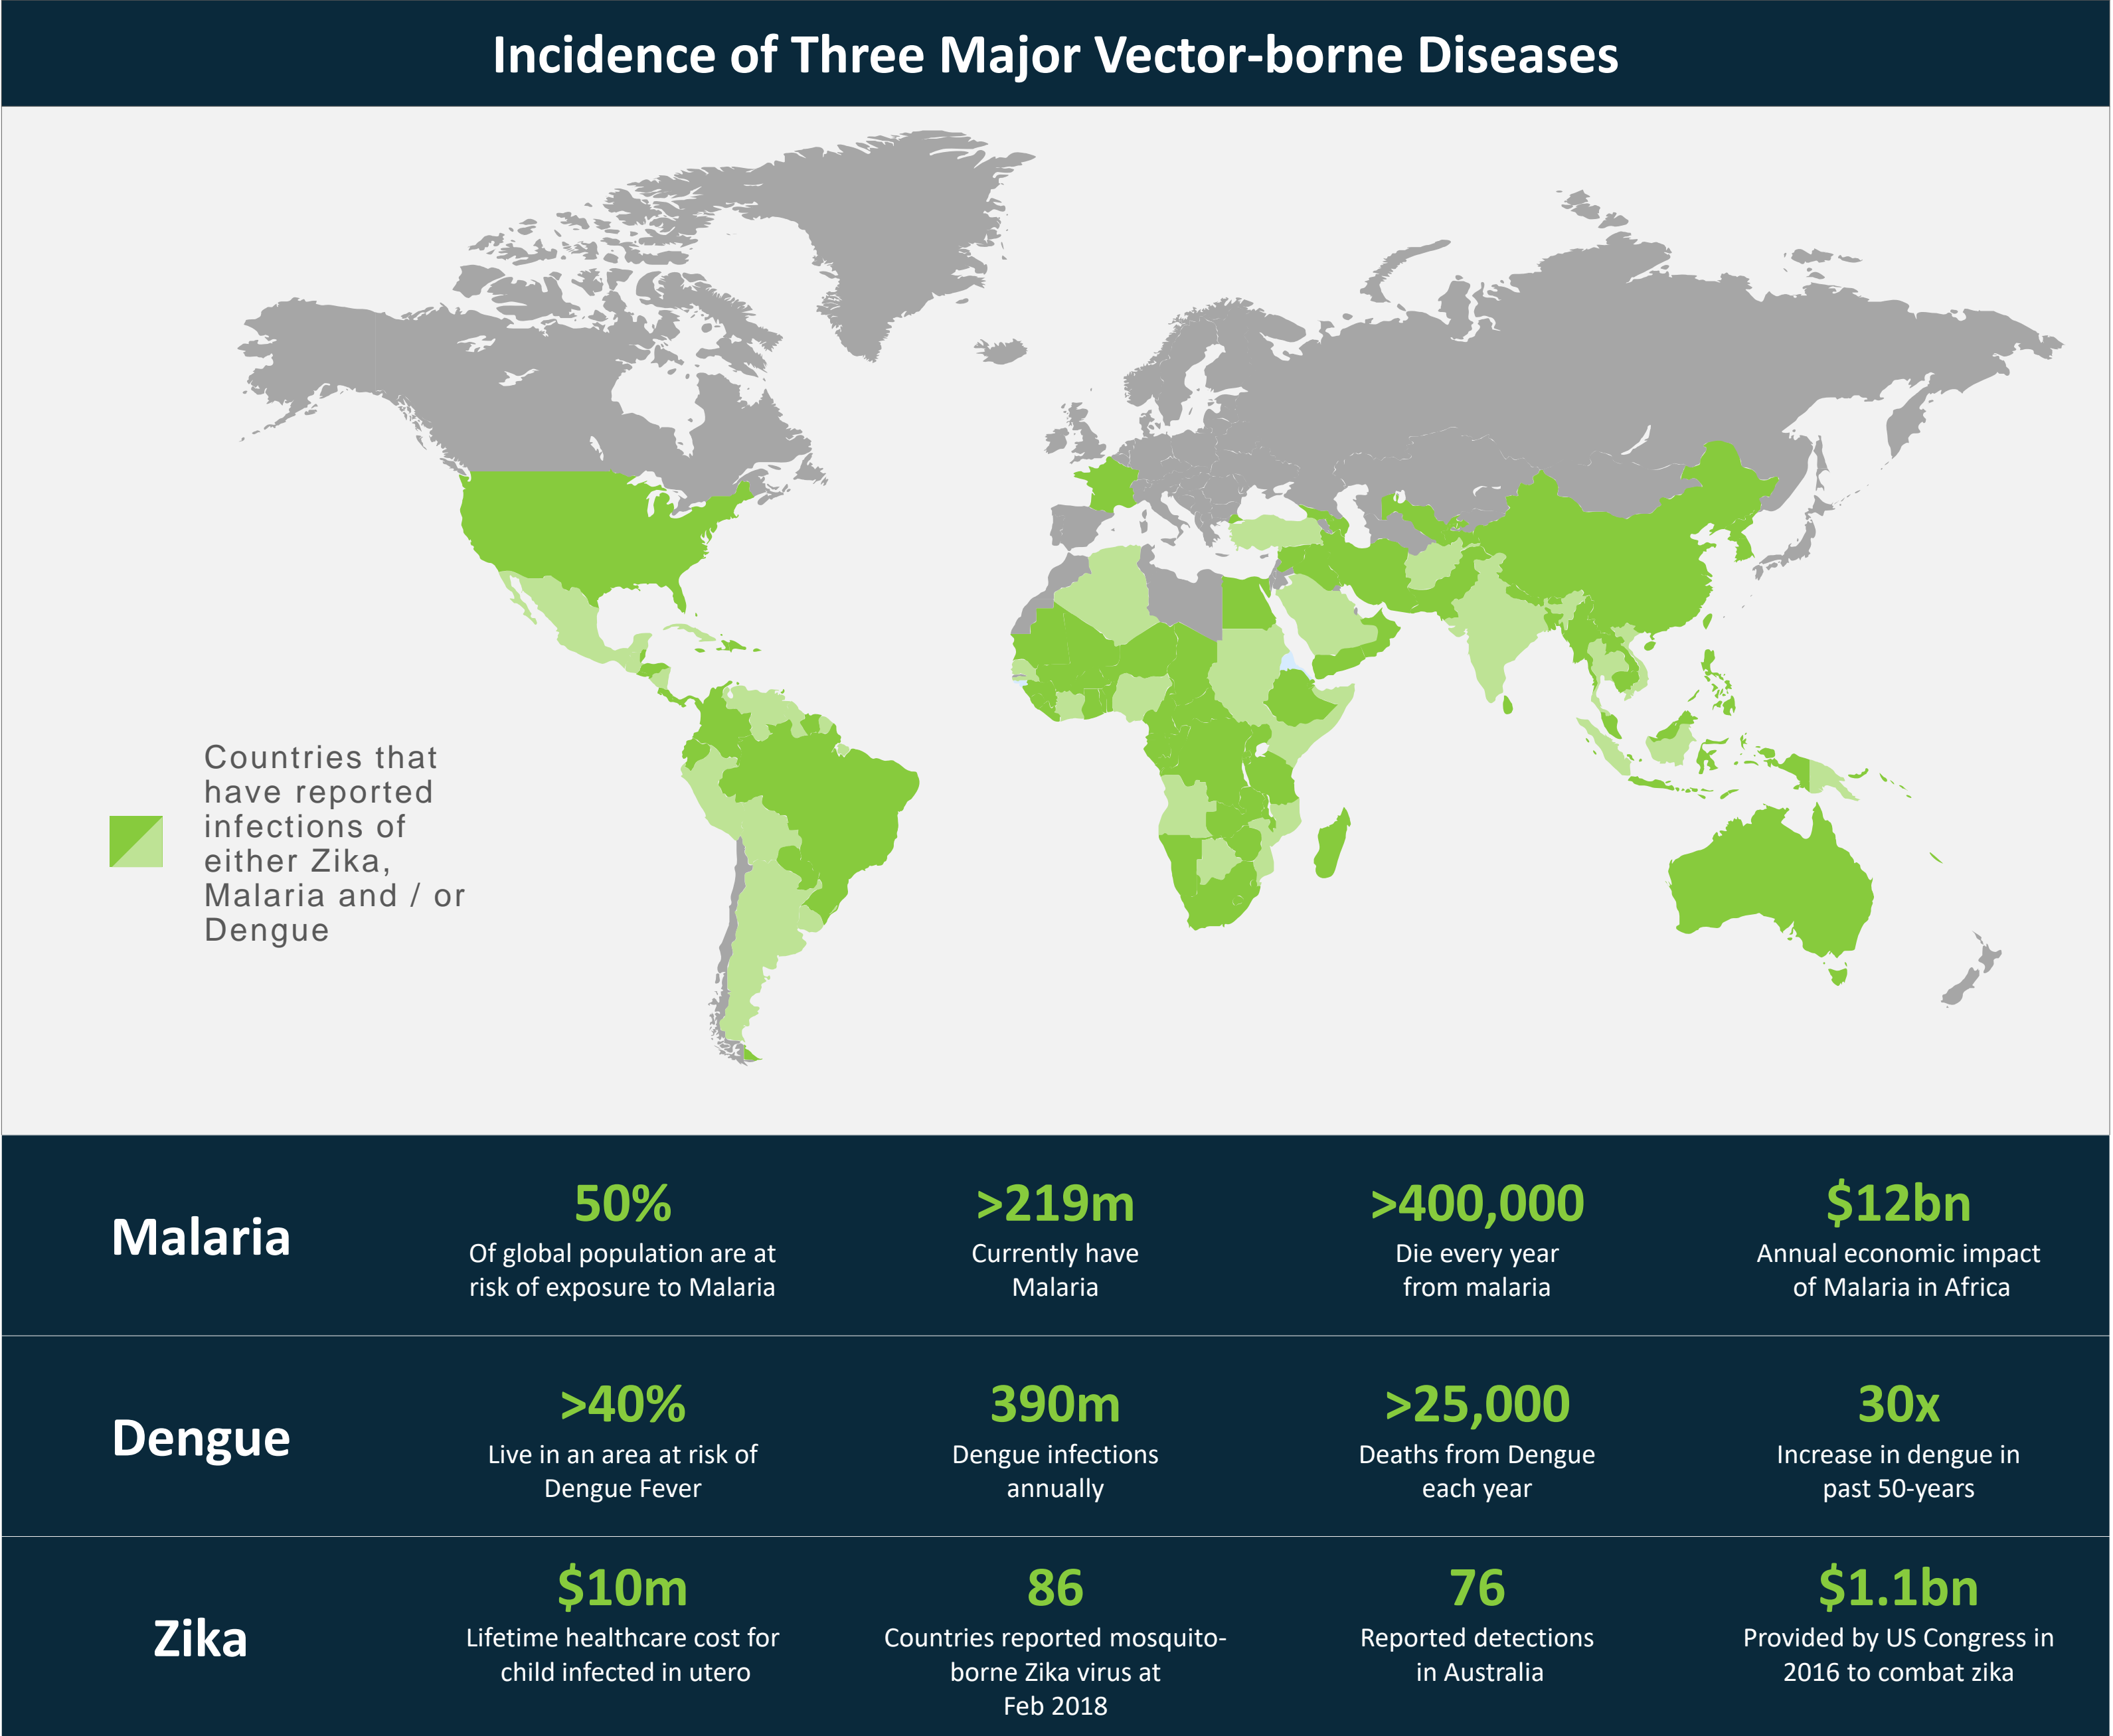 Incidence of Three Major Vector-borne Diseases
Countries that
have reported
infections of
either Zika,
Malaria and / or
Dengue
Malaria
50%
Of global population are at
risk of exposure to Malaria
>219m
Currently have
Malaria
>400,000
Die every year
from malaria
$12bn
Annual economic impact
of Malaria in Africa
Dengue
>40%
Live in an area at risk of
Dengue Fever
390m
Dengue infections
annually
>25,000
Deaths from Dengue
each year
30x
Increase in dengue in
past 50-years
Zika
$10m
Lifetime healthcare cost for
child infected in utero
86
Countries reported mosquito-
borne Zika virus at
Feb 2018
76
Reported detections
in Australia
$1.1bn
Provided by US Congress in
2016 to combat zika